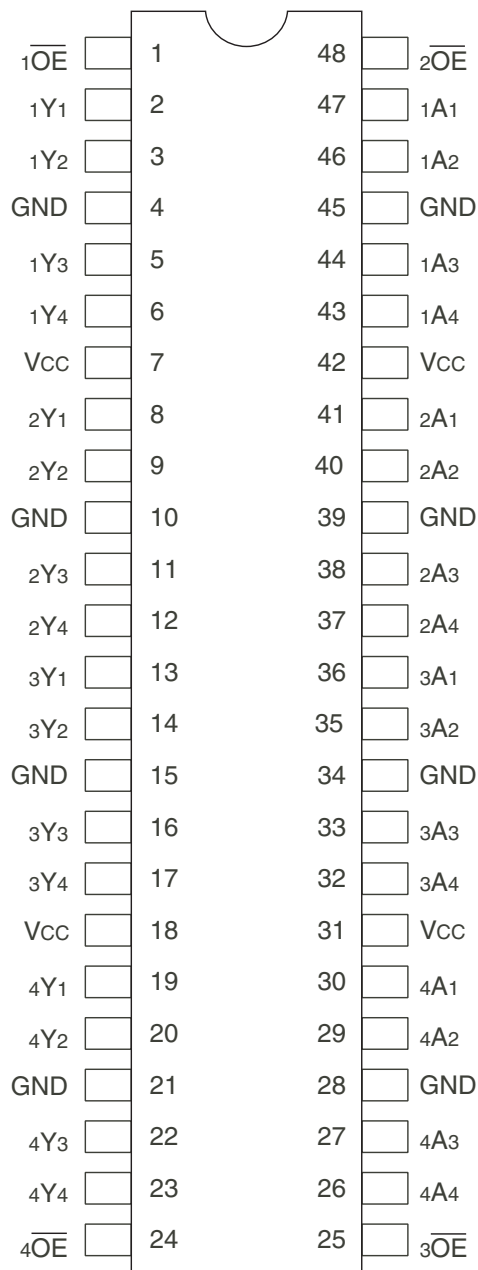 1O̅E̅ 1 48 2O̅E̅
1Y1 2 47 1A1
1Y2 3 46 1A2
GND 4 45 GND
1Y3 5 44 1A3
1Y4 6 43 1A4
VCC 7 42 VCC
2Y1 8 41 2A1
2Y2 9 40 2A2
GND 10 39 GND
2Y3 11 38 2A3
2Y4 12 37 2A4
3Y1 13 36 3A1
3Y2 14 35 3A2
GND 15 34 GND
3Y3 16 33 3A3
3Y4 17 32 3A4
VCC 18 31 VCC
4Y1 19 30 4A1
4Y2 20 29 4A2
GND 21 28 GND
4Y3 22 27 4A3
4Y4 23 26 4A4
4O̅E̅ 24 25 3O̅E̅